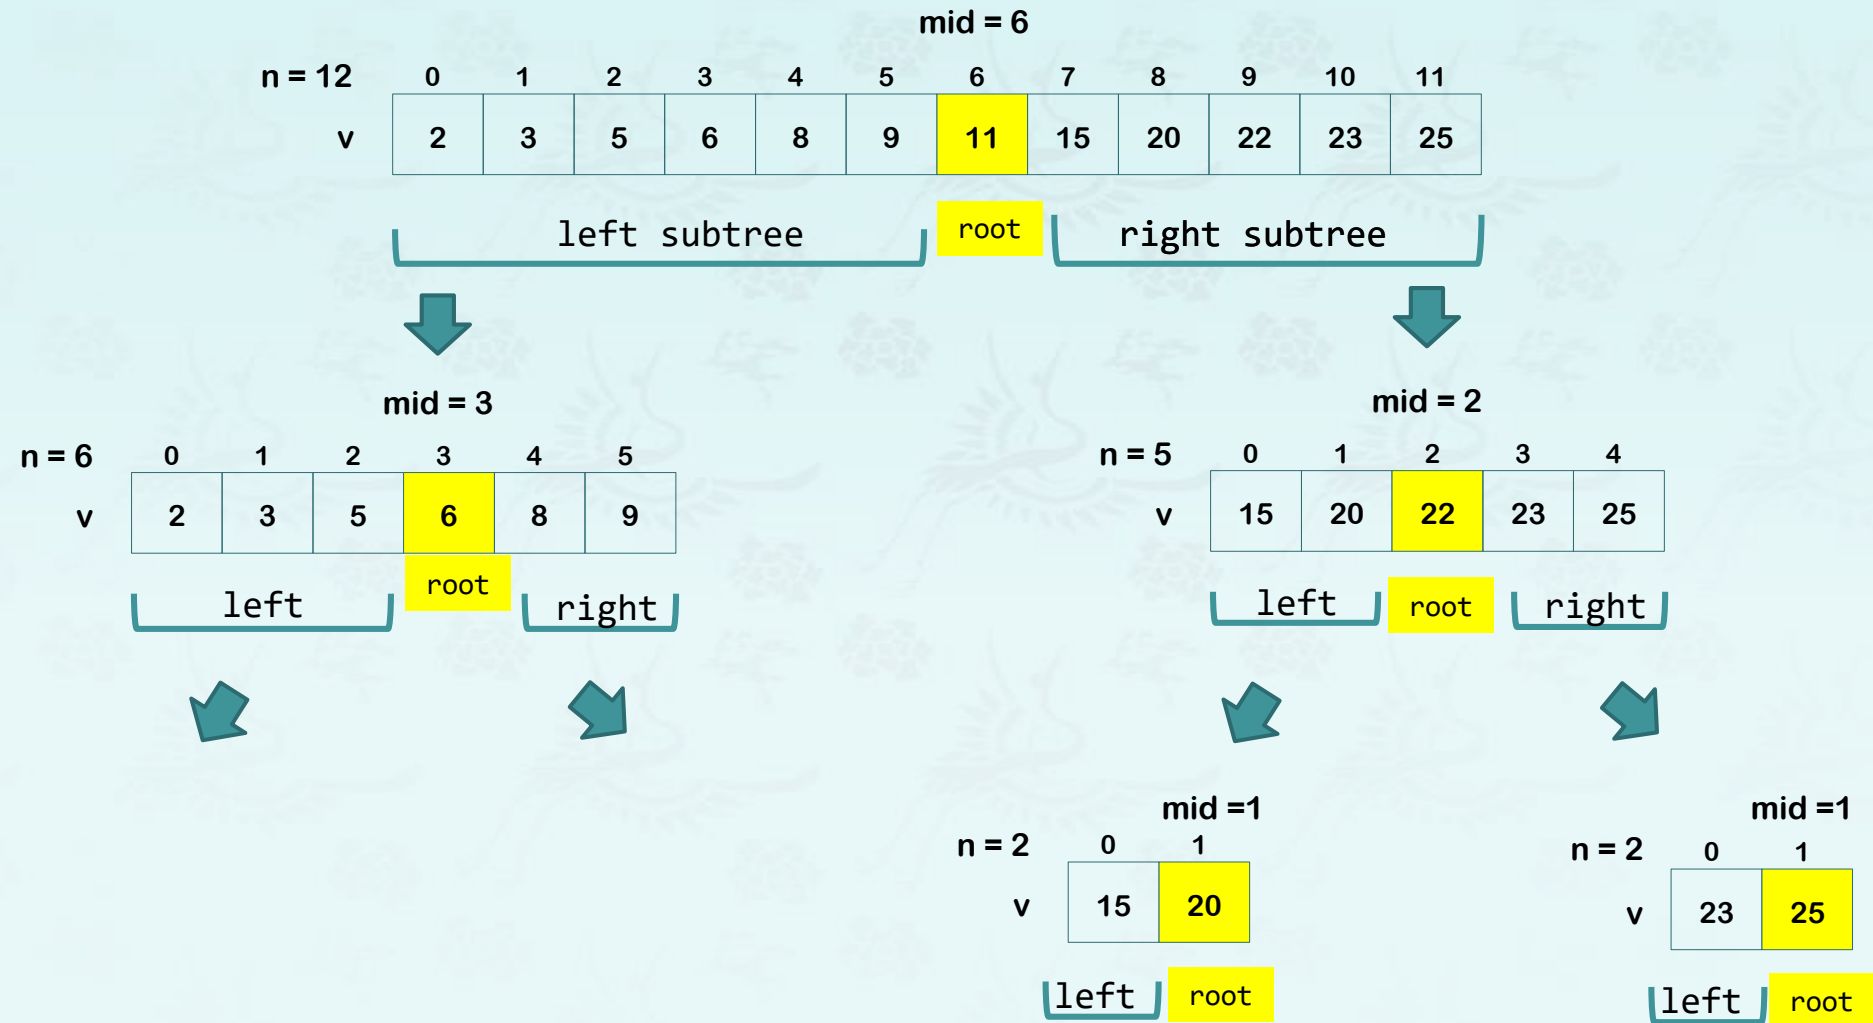 mid = 6
n = 12 0 1 2 3 4 5 6 7 8 9 10 11
v 2 3 5 6 8 9 11 15 20 22 23 25
left subtree root right subtree
mid = 3
n = 6 0 1 2 3 4 5
v 2 3 5 6 8 9
left root right
mid = 2
n = 5 0 1 2 3 4
v 15 20 22 23 25
left root right
mid =1
n = 2 0 1
v 15 20
left root
mid =1
n = 2 0 1
v 23 25
left root